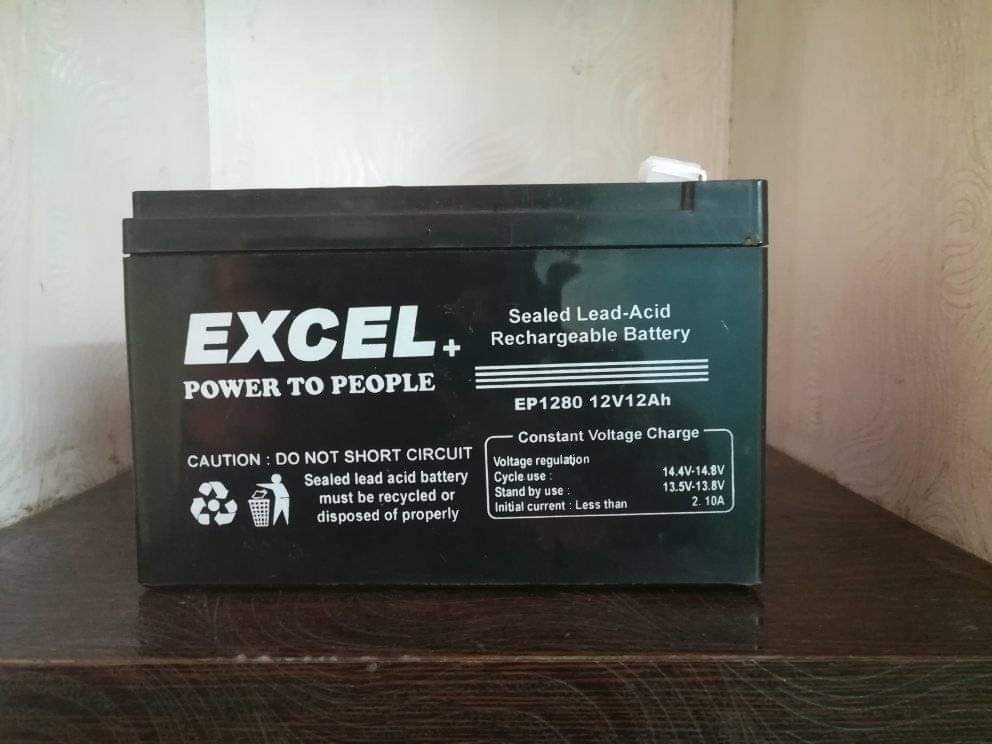 EXCEL+
POWER TO PEOPLE
Sealed Lead-Acid
Rechargeable Battery
EP1280 12V12Ah
CAUTION : DO NOT SHORT CIRCUIT
Sealed lead acid battery
must be recycled or
disposed of properly
Constant Voltage Charge
Voltage regulation
Cycle use : 14.4V-14.8V
Stand by use : 13.5V-13.8V
Initial current : Less than 2. 10A